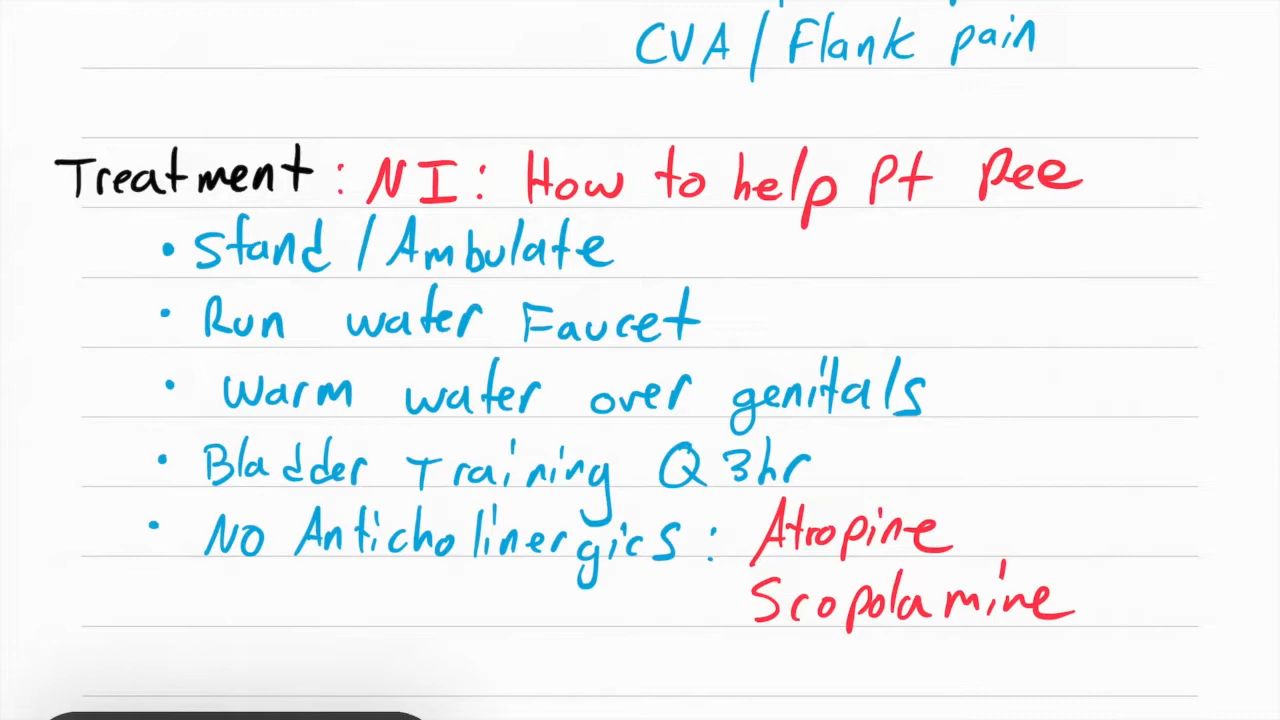 CVA/Flank pain
Treatment: NI: How to help Pt Pee
• Stand/Ambulate
• Run water Faucet
• Warm water over genitals
• Bladder Training Q 3hr
• No Anticholinergics: Atropine
Scopolamine